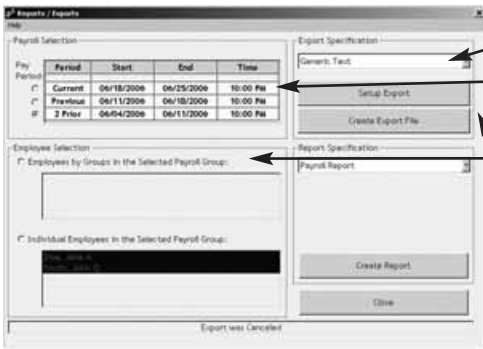 Reports / Exports
Help
Payroll Selection
Pay Period:
Period Start End Time
Current 06/18/2006 06/25/2006 10:00 PM
Previous 06/11/2006 06/18/2006 10:00 PM
2 Prior 06/04/2006 06/11/2006 10:00 PM
Employee Selection
Employees by Groups in the Selected Payroll Group:
Individual Employees in the Selected Payroll Group:
Export Specification
Generic Text
Setup Export
Create Export File
Report Specification
Payroll Report
Create Report
Close
Export was Canceled